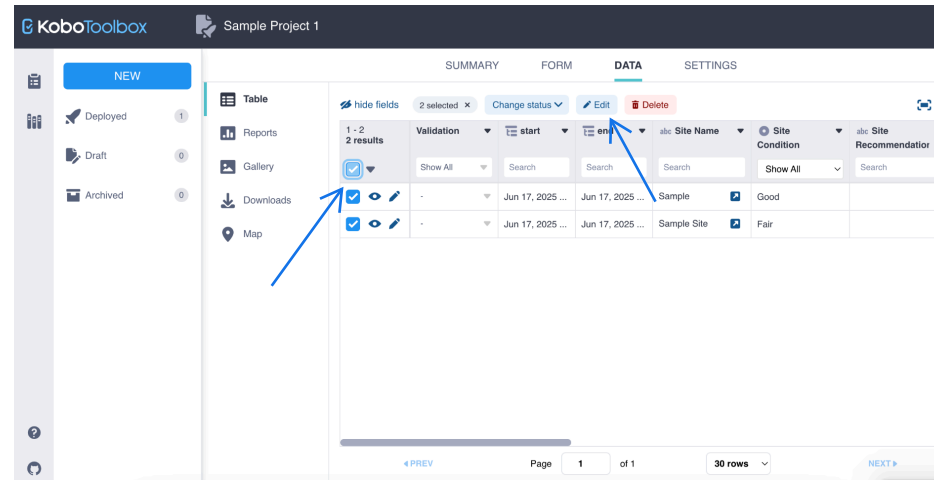 KoboToolbox
Sample Project 1
NEW
Deployed 1
Draft 0
Archived 0
SUMMARY FORM DATA SETTINGS
Table
Reports
Gallery
Downloads
Map
hide fields 2 selected × Change status Edit Delete
1 - 2
2 results
Validation start end abc Site Name Site
Condition abc Site
Recommendation
Show All Search Search Search Show All Search
- Jun 17, 2025 ... Jun 17, 2025 ... Sample Good
- Jun 17, 2025 ... Jun 17, 2025 ... Sample Site Fair
PREV Page 1 of 1 30 rows NEXT